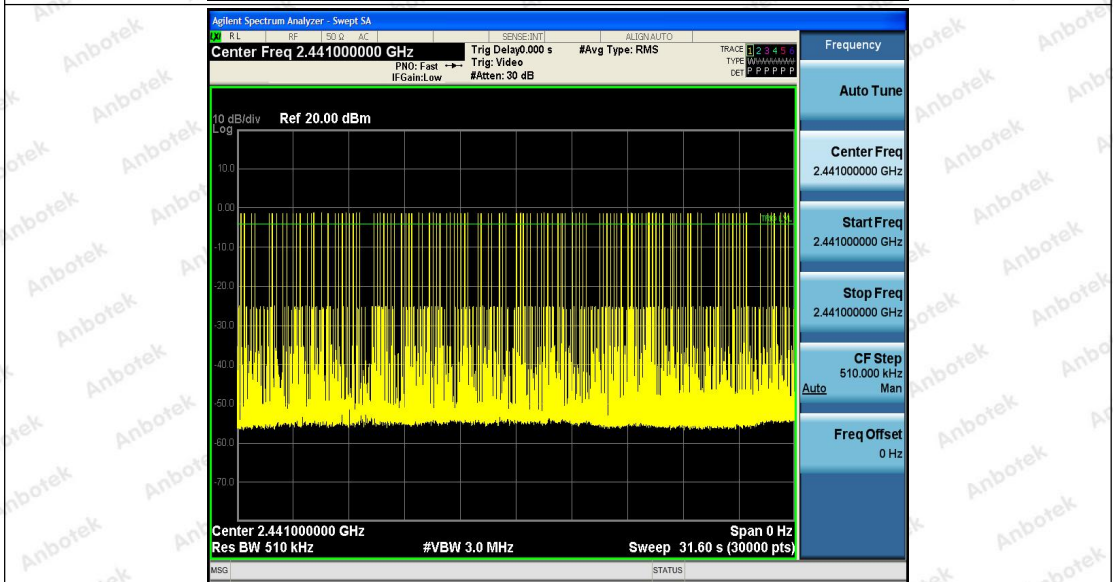 Agilent Spectrum Analyzer - Swept SA
RL RF 50 Ω AC SENSE:INT ALIGN AUTO
Center Freq 2.441000000 GHz
PNO: Fast
IFGain:Low
Trig Delay0.000 s
Trig: Video
#Atten: 30 dB
#Avg Type: RMS
TRACE 1 2 3 4 5 6
TYPE
DET P P P P P P
10 dB/div Ref 20.00 dBm
Log
10.0
0.00
TRIG LVL
-10.0
-20.0
-30.0
-40.0
-50.0
-60.0
-70.0
Center 2.441000000 GHz Span 0 Hz
Res BW 510 kHz #VBW 3.0 MHz Sweep 31.60 s (30000 pts)
MSG STATUS
Frequency
Auto Tune
Center Freq
2.441000000 GHz
Start Freq
2.441000000 GHz
Stop Freq
2.441000000 GHz
CF Step
510.000 kHz
Auto Man
Freq Offset
0 Hz
Anbotek